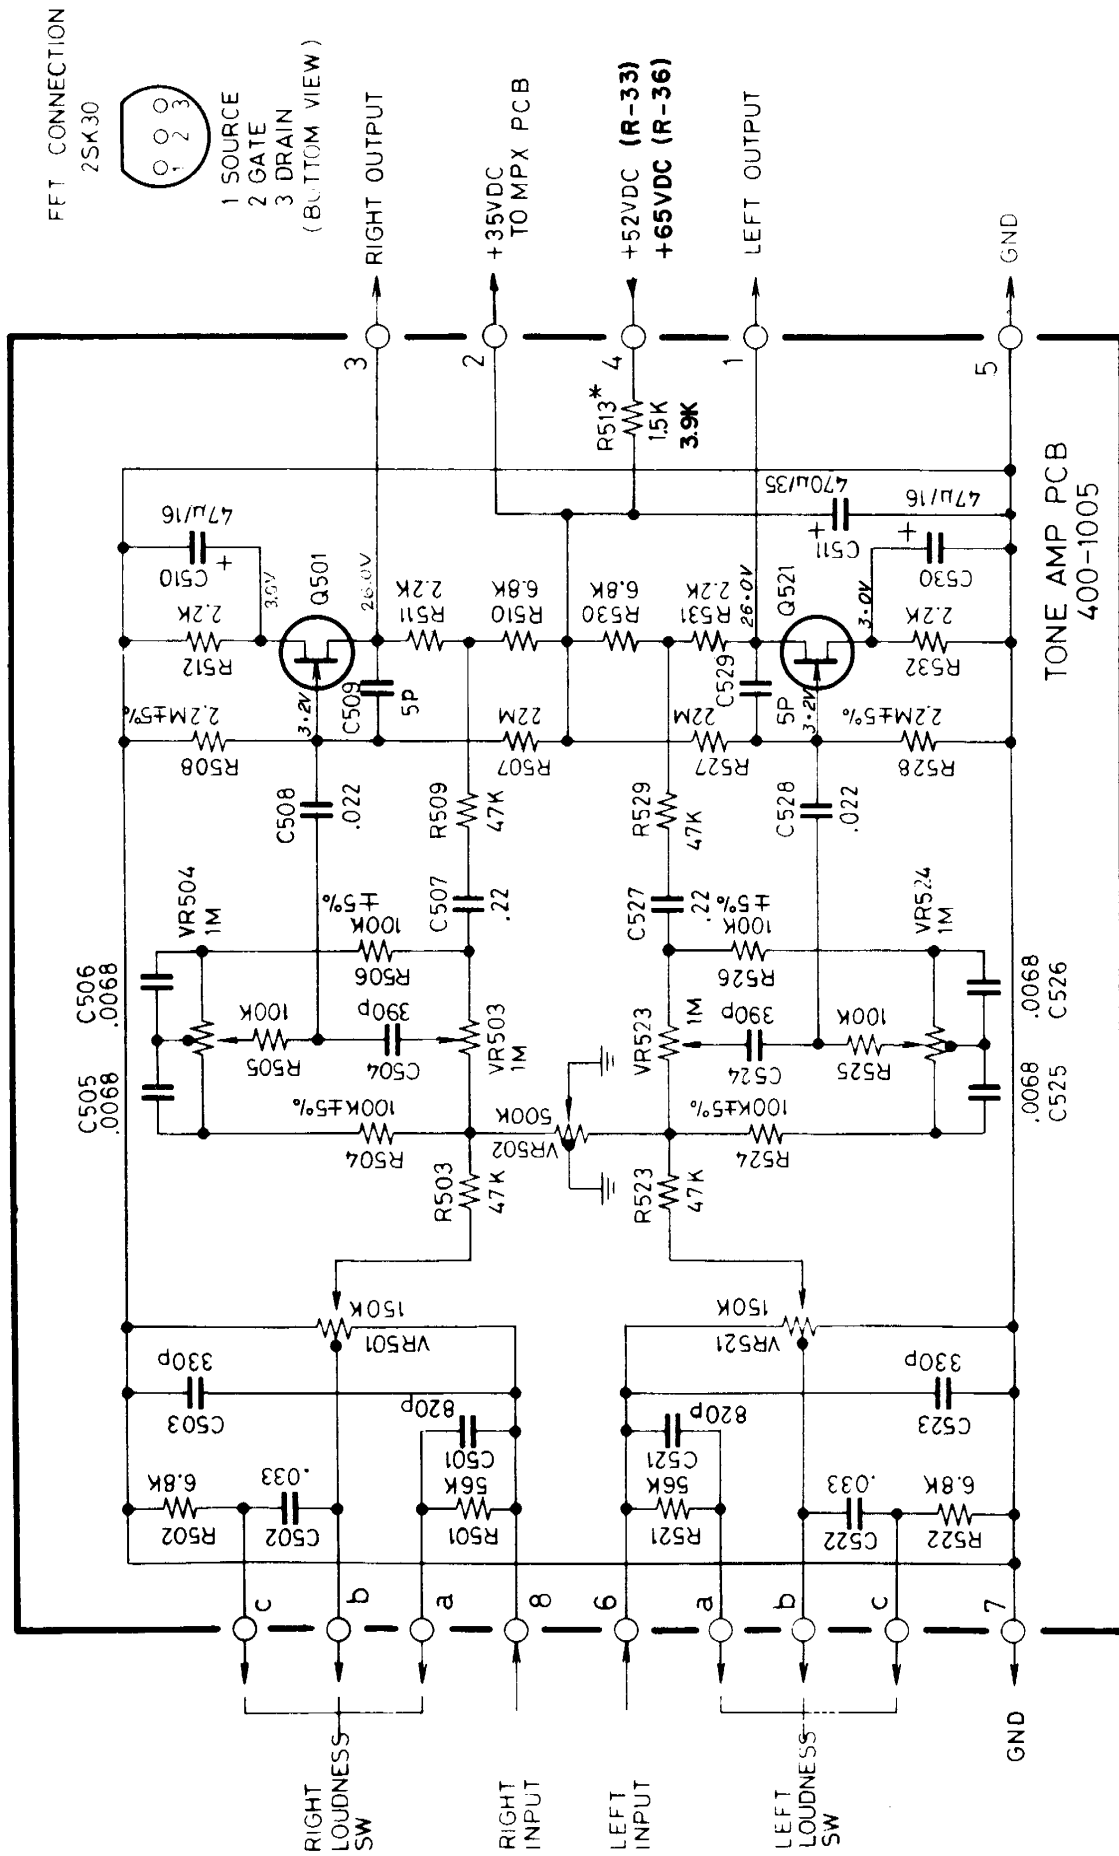 FET CONNECTION
2SK30
1 2 3
1 SOURCE
2 GATE
3 DRAIN
(BOTTOM VIEW)
RIGHT OUTPUT
+35VDC
TO MPX PCB
+52VDC (R-33)
+65VDC (R-36)
LEFT OUTPUT
GND
3
2
4
1
5
R513*
1.5K
3.9K
TONE AMP PCB
400-1005
C510
47µ/16
R512
2.2K
3.0V
Q501
26.0V
R511
2.2K
R510
6.8K
R530
6.8K
R531
2.2K
26.0V
Q521
3.0V
R532
2.2K
C511
470µ/35
C530
47µ/16
R508
2.2M±5%
3.2V
C509
5P
R507
22M
R527
22M
C529
5P
3.2V
R528
2.2M±5%
C508
.022
R509
47K
R529
47K
C528
.022
C507
.22
C527
.22
C506
.0068
C505
.0068
VR504
1M
R505
100K
R506
100K
±5%
C504
390p
VR503
1M
R504
100K±5%
R503
47K
VR502
500K
R523
47K
VR523
1M
R524
100K±5%
C524
390p
R525
100K
R526
100K
±5%
VR524
1M
.0068
C525
.0068
C526
VR501
150K
VR521
150K
C503
330p
C501
820p
R502
6.8K
C502
.033
R501
56K
R521
56K
C521
820p
C522
.033
R522
6.8K
C523
330p
c
b
a
8
6
a
b
c
7
RIGHT
LOUDNESS
SW
RIGHT
INPUT
LEFT
INPUT
LEFT
LOUDNESS
SW
GND